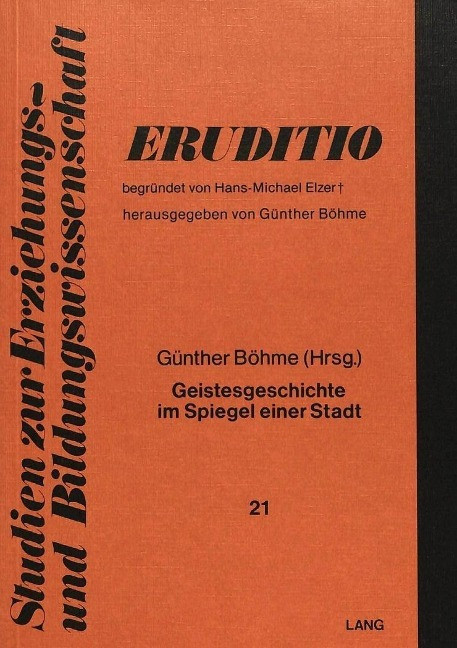 Studien zur Erziehungs-
und Bildungswissenschaft
ERUDITIO
begründet von Hans-Michael Elzer†
herausgegeben von Günther Böhme
Günther Böhme (Hrsg.)
Geistesgeschichte
im Spiegel einer Stadt
21
LANG